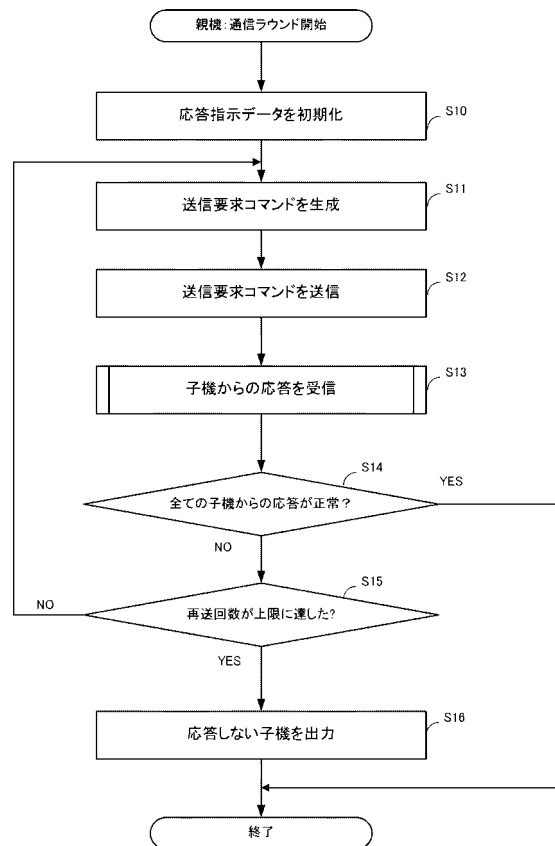 親機:通信ラウンド開始
応答指示データを初期化
S10
送信要求コマンドを生成
S11
送信要求コマンドを送信
S12
子機からの応答を受信
S13
S14
全ての子機からの応答が正常?
YES
NO
S15
再送回数が上限に達した?
NO
YES
応答しない子機を出力
S16
終了